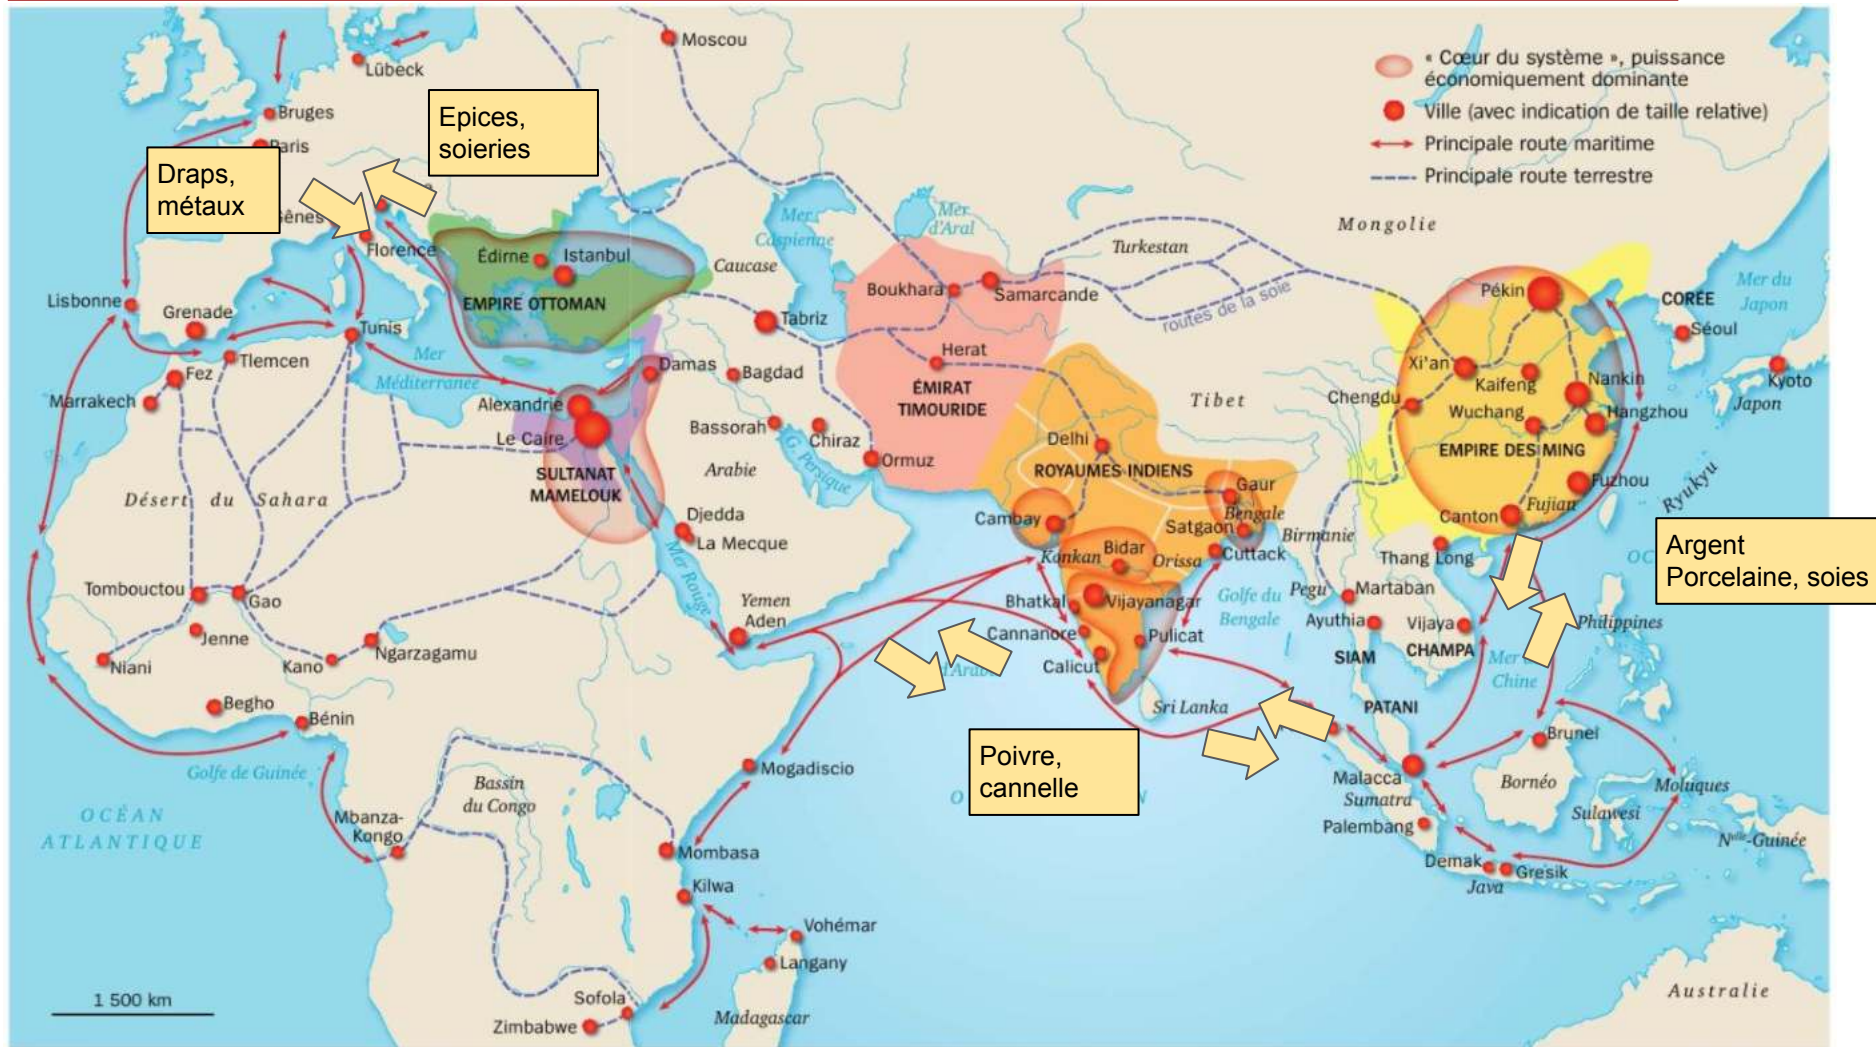 « Cœur du système », puissance
économiquement dominante
Ville (avec indication de taille relative)
Principale route maritime
Principale route terrestre
Moscou
Lübeck
Bruges
Paris
Epices,
soieries
Draps,
métaux
Gênes
Florence
Lisbonne
Grenade
Tunis
Tlemcen
Fez
Marrakech
Mer
Méditerranée
Édirne
Istanbul
EMPIRE OTTOMAN
Caucase
Mer
Caspienne
Mer
d'Aral
Turkestan
Mongolie
routes de la soie
Boukhara
Samarcande
Tabriz
Herat
ÉMIRAT
TIMOURIDE
Damas
Bagdad
Alexandrie
Le Caire
SULTANAT
MAMELOUK
Bassorah
Chiraz
Ormuz
G. Persique
Arabie
Djedda
La Mecque
Mer Rouge
Yemen
Aden
Désert du Sahara
Tombouctou
Gao
Jenne
Niani
Kano
Ngarzagamu
Begho
Bénin
Golfe de Guinée
OCÉAN
ATLANTIQUE
Bassin
du Congo
Mbanza-
Kongo
Mogadiscio
Mombasa
Kilwa
Vohémar
Langany
Sofola
Zimbabwe
Madagascar
1 500 km
Tibet
Delhi
ROYAUMES INDIENS
Cambay
Gaur
Bengale
Satgaon
Cuttack
Konkan
Bidar
Orissa
Bhatkal
Vijayanagar
Cannanore
Calicut
Pulicat
Sri Lanka
Golfe du
Bengale
Poivre,
cannelle
Pékin
Xi'an
Kaifeng
Nankin
Chengdu
Wuchang
Hangzhou
EMPIRE DES MING
Fuzhou
Fujian
Canton
Ryukyu
CORÉE
Séoul
Mer du
Japon
Kyoto
Japon
Argent
Porcelaine, soies
Birmanie
Thang Long
Pegu
Martaban
Ayuthia
Vijaya
SIAM
CHAMPA
Mer
Chine
Philippines
PATANI
Brunei
Malacca
Sumatra
Bornéo
Moluques
Sulawesi
Palembang
Demak
Gresik
Java
Nlle-Guinée
Australie